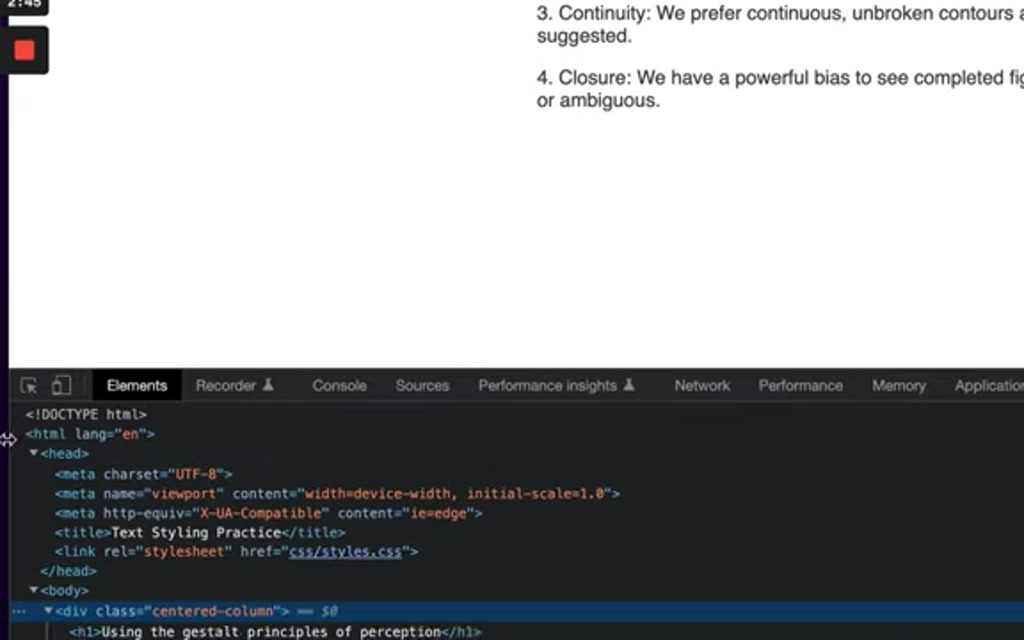 2:45
3. Continuity: We prefer continuous, unbroken contours
suggested.
4. Closure: We have a powerful bias to see completed
or ambiguous.
Elements Recorder Console Sources Performance insights Network Performance Memory Application
<!DOCTYPE html>
<html lang="en">
▼<head>
<meta charset="UTF-8">
<meta name="viewport" content="width=device-width, initial-scale=1.0">
<meta http-equiv="X-UA-Compatible" content="ie=edge">
<title>Text Styling Practice</title>
<link rel="stylesheet" href="css/styles.css">
</head>
▼<body>
… ▼<div class="centered-column"> == $0
<h1>Using the gestalt principles of perception</h1>